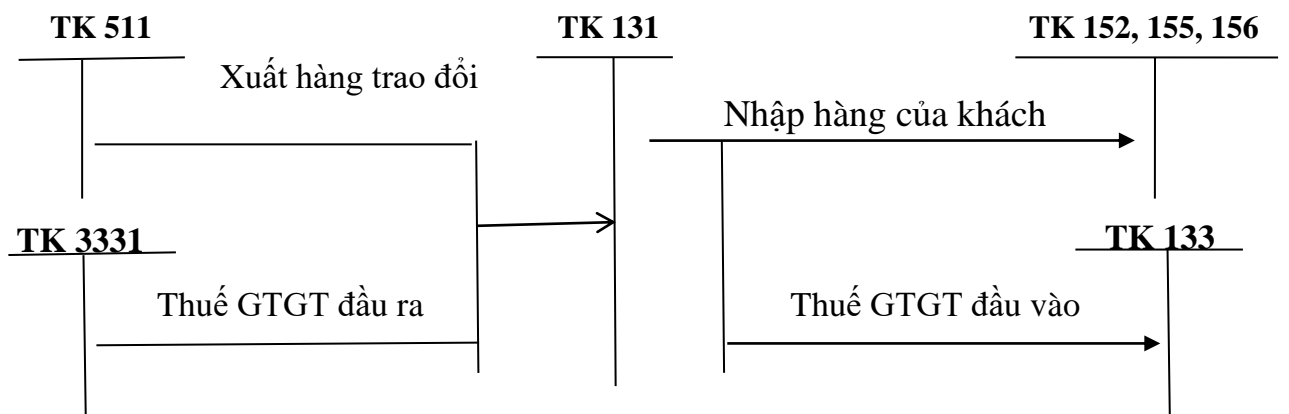 TK 511
TK 131
TK 152, 155, 156
Xuất hàng trao đổi
Nhập hàng của khách
TK 3331
TK 133
Thuế GTGT đầu ra
Thuế GTGT đầu vào